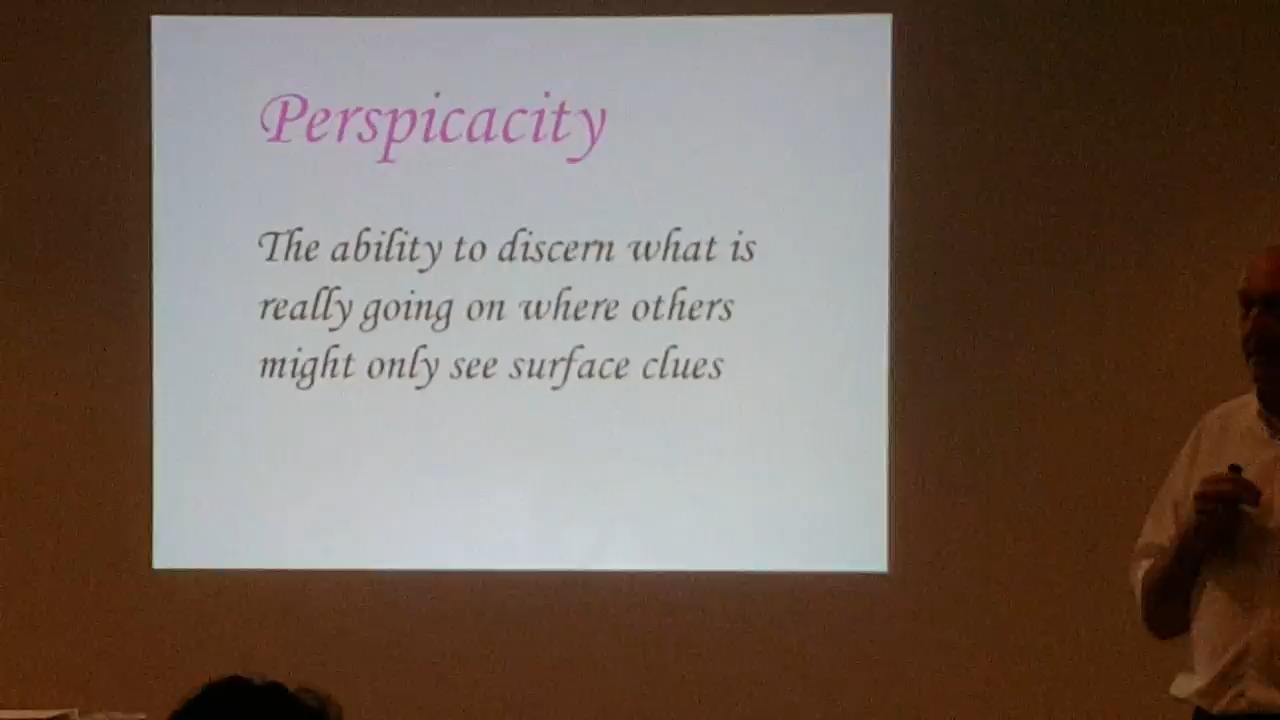 Perspicacity
The ability to discern what is
really going on where others
might only see surface clues